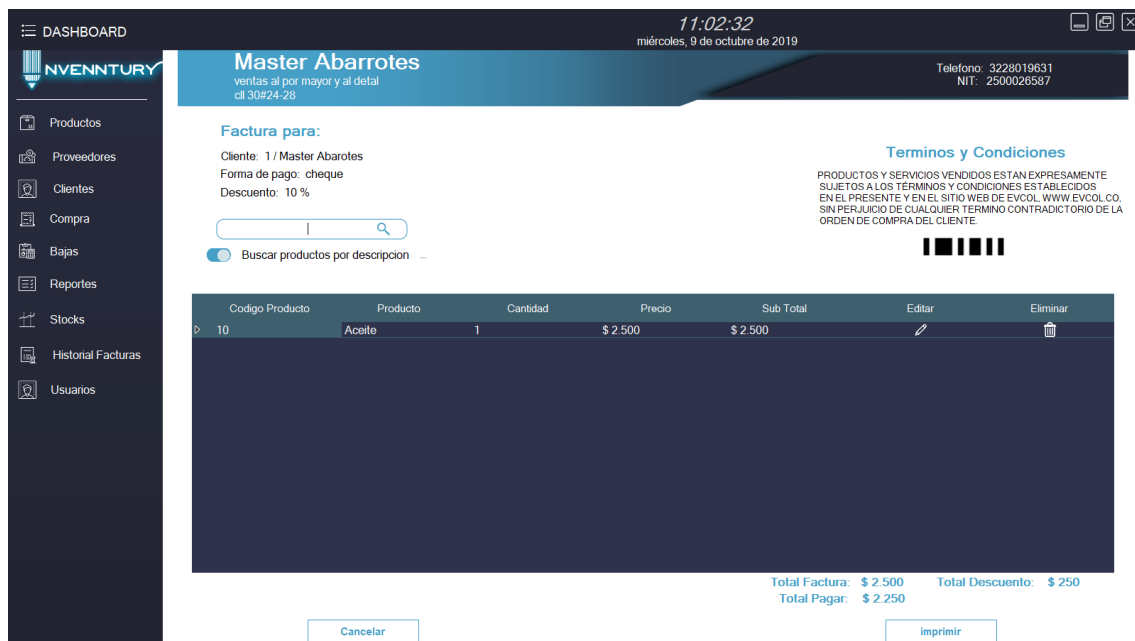 DASHBOARD
11:02:32
miércoles, 9 de octubre de 2019
NVENNTURY
Master Abarrotes
ventas al por mayor y al detal
cll 30#24-28
Telefono: 3228019631
NIT: 2500026587
Productos
Proveedores
Clientes
Compra
Bajas
Reportes
Stocks
Historial Facturas
Usuarios
Factura para:
Cliente: 1 / Master Abarotes
Forma de pago: cheque
Descuento: 10 %
Buscar productos por descripcion ...
Terminos y Condiciones
PRODUCTOS Y SERVICIOS VENDIDOS ESTAN EXPRESAMENTE
SUJETOS A LOS TÉRMINOS Y CONDICIONES ESTABLECIDOS
EN EL PRESENTE Y EN EL SITIO WEB DE EVCOL, WWW.EVCOL.CO,
SIN PERJUICIO DE CUALQUIER TERMINO CONTRADICTORIO DE LA
ORDEN DE COMPRA DEL CLIENTE.
Codigo Producto Producto Cantidad Precio Sub Total Editar Eliminar
10 Aceite 1 $ 2.500 $ 2.500
Total Factura: $ 2.500 Total Descuento: $ 250
Total Pagar: $ 2.250
Cancelar
imprimir